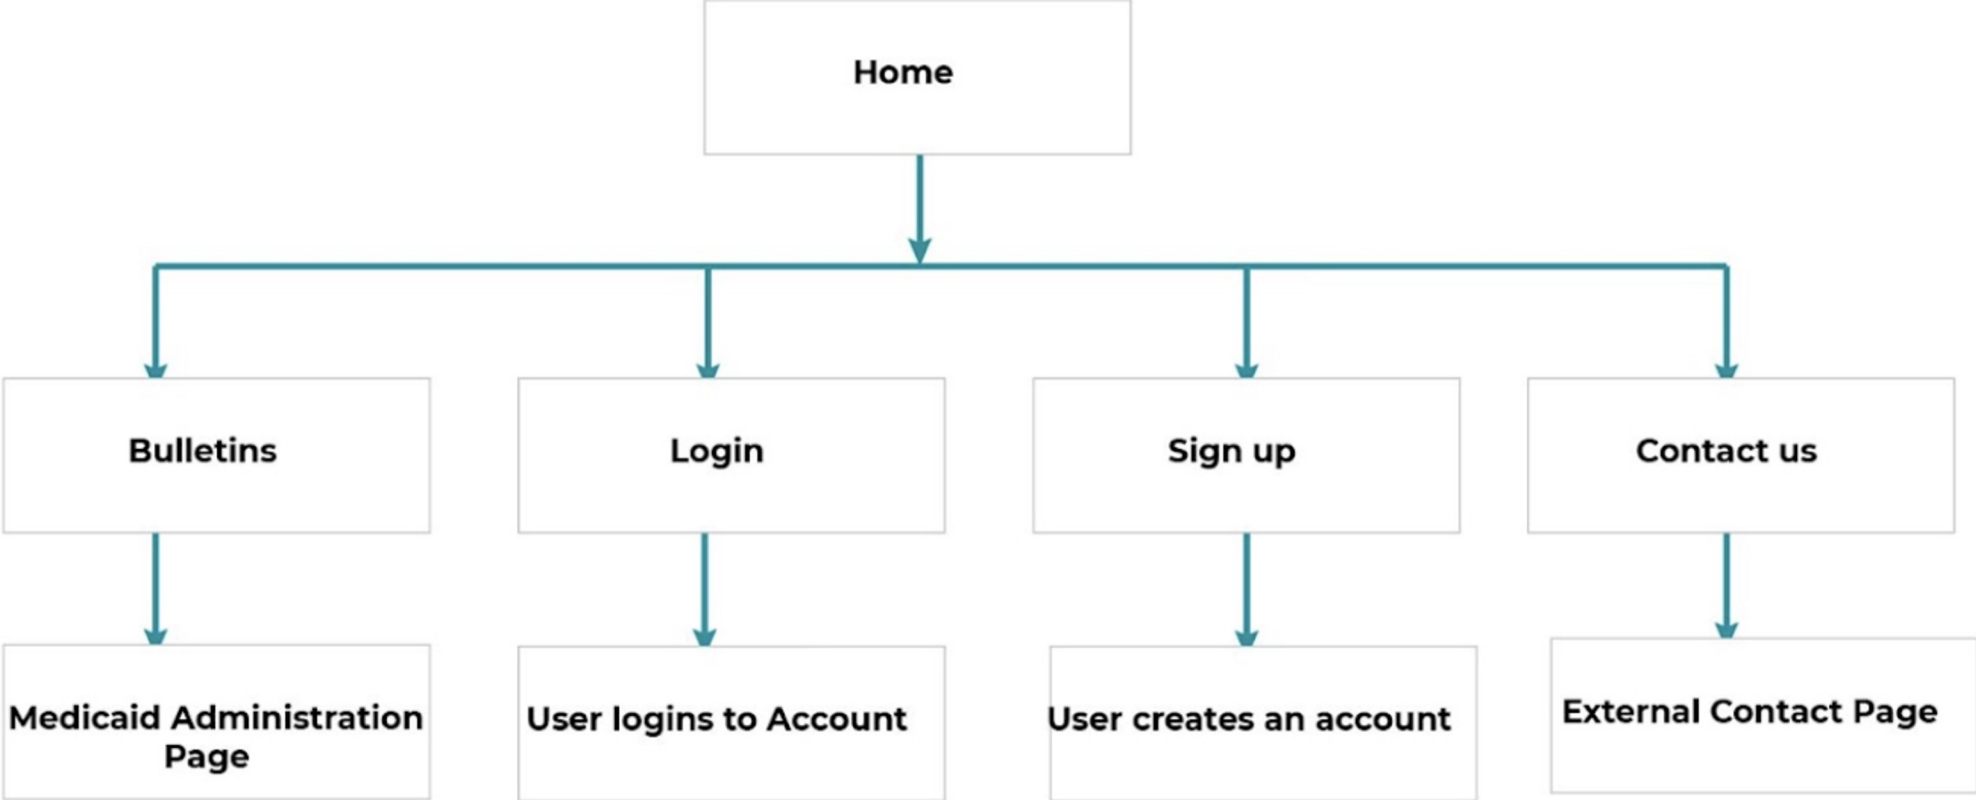 Home
Bulletins
Login
Sign up
Contact us
Medicaid Administration
Page
User logins to Account
User creates an account
External Contact Page